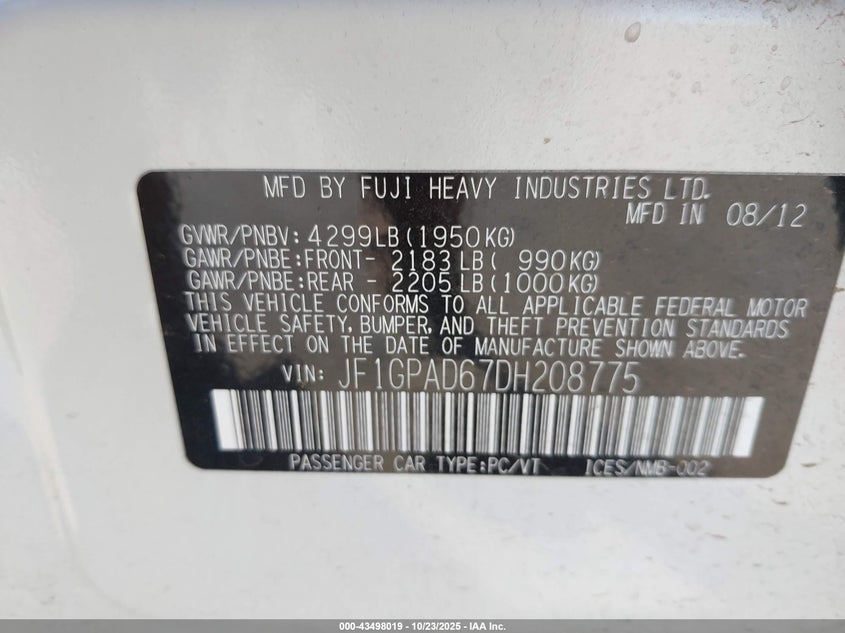 MFD BY FUJI HEAVY INDUSTRIES LTD.
MFD IN 08/12
GVWR/PNBV: 4299LB(1950KG)
GAWR/PNBE:FRONT- 2183LB( 990KG)
GAWR/PNBE:REAR - 2205LB(1000KG)
THIS VEHICLE CONFORMS TO ALL APPLICABLE FEDERAL MOTOR
VEHICLE SAFETY, BUMPER, AND THEFT PREVENTION STANDARDS
IN EFFECT ON THE DATE OF MANUFACTURE SHOWN ABOVE.
VIN: JF1GPAD67DH208775
PASSENGER CAR TYPE:PC/VT ICES/NMB-002
000-43498019 - 10/23/2025 - IAA Inc.